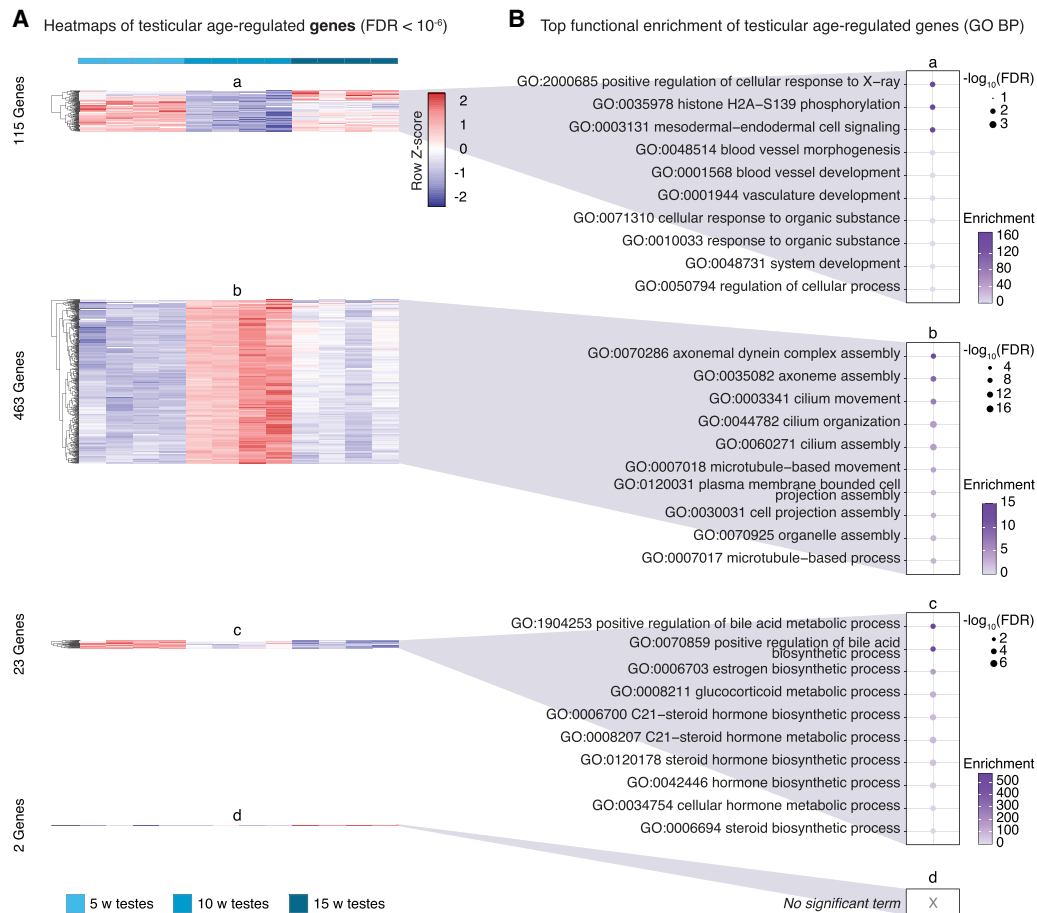 A Heatmaps of testicular age-regulated genes (FDR < 10-6)
a
115 Genes
2
1
0
-1
-2
Row Z-score
b
463 Genes
c
23 Genes
d
2 Genes
5 w testes 10 w testes 15 w testes
B Top functional enrichment of testicular age-regulated genes (GO BP)
a
GO:2000685 positive regulation of cellular response to X−ray
GO:0035978 histone H2A−S139 phosphorylation
GO:0003131 mesodermal−endodermal cell signaling
GO:0048514 blood vessel morphogenesis
GO:0001568 blood vessel development
GO:0001944 vasculature development
GO:0071310 cellular response to organic substance
GO:0010033 response to organic substance
GO:0048731 system development
GO:0050794 regulation of cellular process
-log10(FDR)
1
2
3
Enrichment
160
120
80
40
0
b
GO:0070286 axonemal dynein complex assembly
GO:0035082 axoneme assembly
GO:0003341 cilium movement
GO:0044782 cilium organization
GO:0060271 cilium assembly
GO:0007018 microtubule−based movement
GO:0120031 plasma membrane bounded cell
projection assembly
GO:0030031 cell projection assembly
GO:0070925 organelle assembly
GO:0007017 microtubule−based process
-log10(FDR)
4
8
12
16
Enrichment
15
10
5
0
c
GO:1904253 positive regulation of bile acid metabolic process
GO:0070859 positive regulation of bile acid
biosynthetic process
GO:0006703 estrogen biosynthetic process
GO:0008211 glucocorticoid metabolic process
GO:0006700 C21−steroid hormone biosynthetic process
GO:0008207 C21−steroid hormone metabolic process
GO:0120178 steroid hormone biosynthetic process
GO:0042446 hormone biosynthetic process
GO:0034754 cellular hormone metabolic process
GO:0006694 steroid biosynthetic process
-log10(FDR)
2
4
6
Enrichment
500
400
300
200
100
0
d
No significant term X